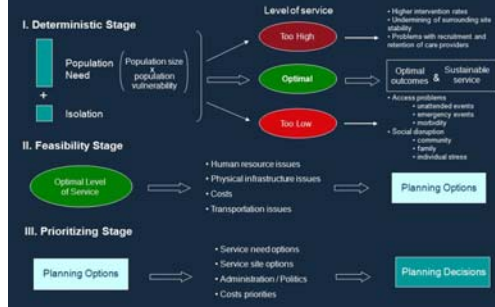 Level of service
I. Deterministic Stage
Population
Need
Population size
x
population
vulnerability
+
Isolation
Too High
Optimal
Too Low
• Higher intervention rates
• Undermining of surrounding site
stability
• Problems with recruitment and
retention of care providers
Optimal
outcomes
&
Sustainable
service
• Access problems
• unattended events
• emergency events
• morbidity
• Social disruption
• community
• family
• individual stress
II. Feasibility Stage
Optimal Level
of Service
• Human resource issues
• Physical infrastructure issues
• Costs
• Transportation issues
Planning Options
III. Prioritizing Stage
Planning Options
• Service need options
• Service site options
• Administration / Politics
• Costs priorities
Planning Decisions